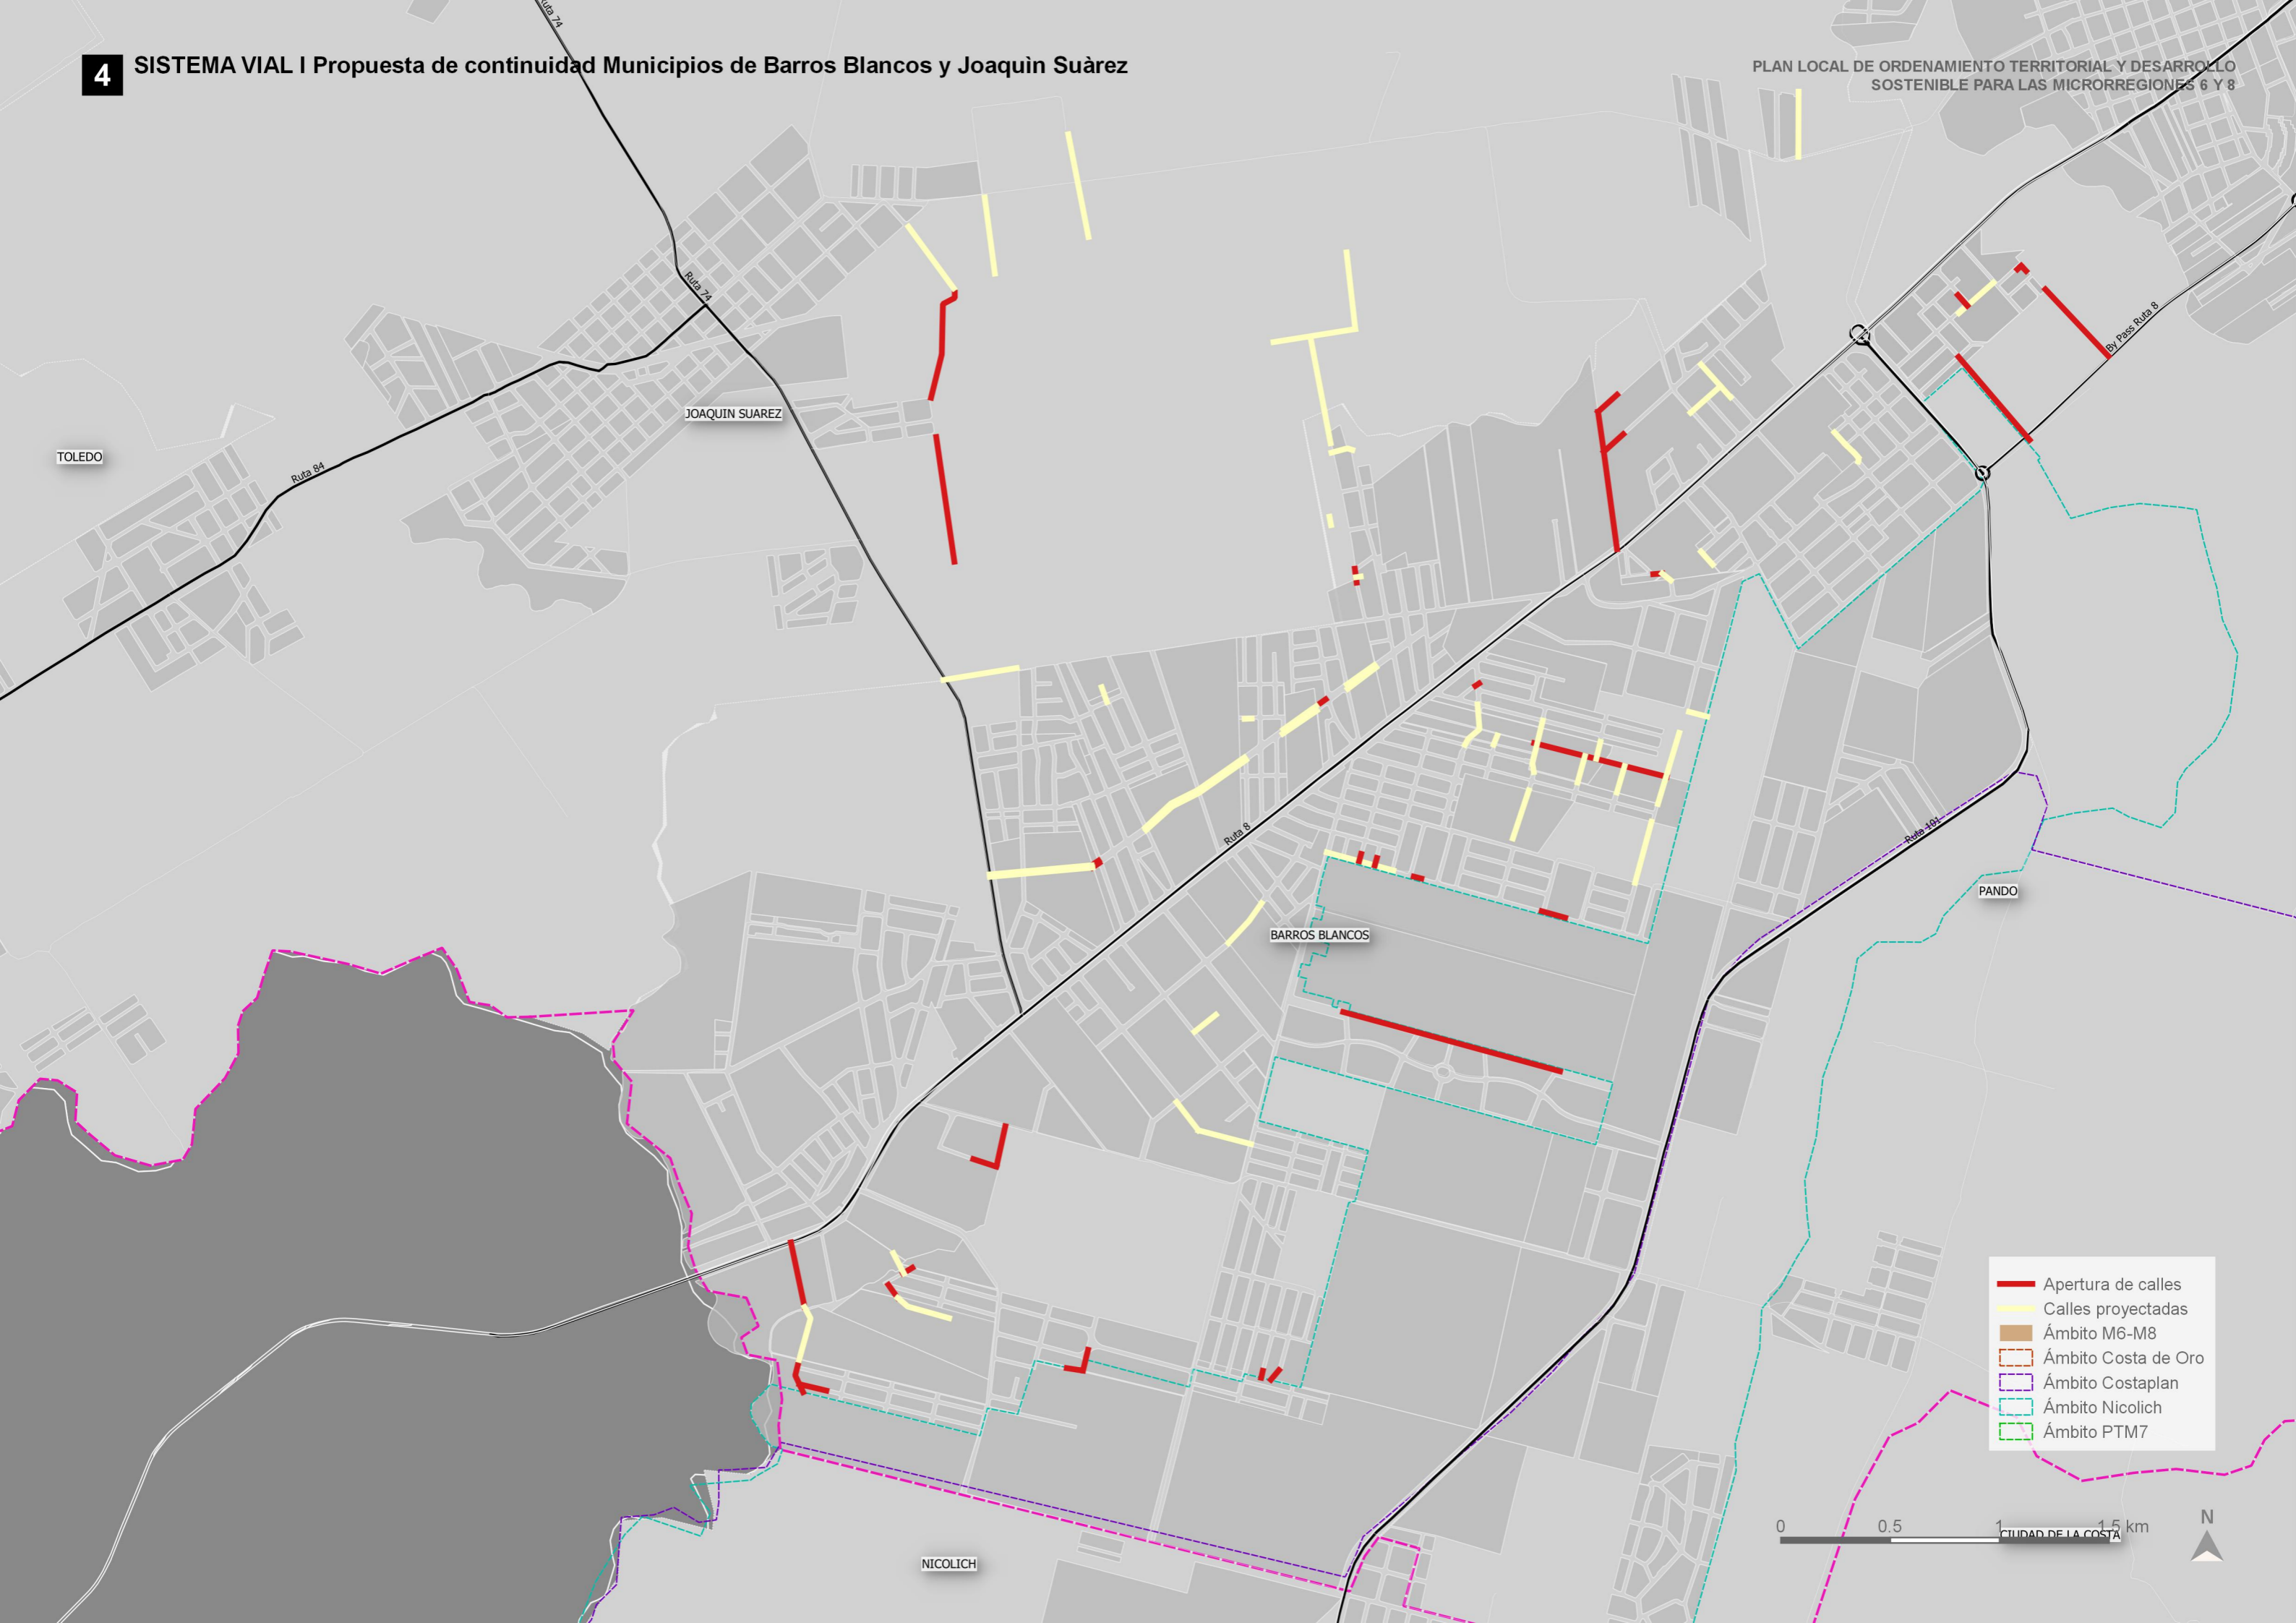 Ruta 74
4
SISTEMA VIAL I Propuesta de continuidad Municipios de Barros Blancos y Joaquìn Suàrez
PLAN LOCAL DE ORDENAMIENTO TERRITORIAL Y DESARROLLO
SOSTENIBLE PARA LAS MICRORREGIONES 6 Y 8
Ruta 74
By Pass Ruta 8
JOAQUIN SUAREZ
TOLEDO
Ruta 84
Ruta 8
Ruta 101
PANDO
BARROS BLANCOS
Apertura de calles
Calles proyectadas
Ámbito M6-M8
Ámbito Costa de Oro
Ámbito Costaplan
Ámbito Nicolich
Ámbito PTM7
0 0.5 1 1.5 km
N
CIUDAD DE LA COSTA
NICOLICH